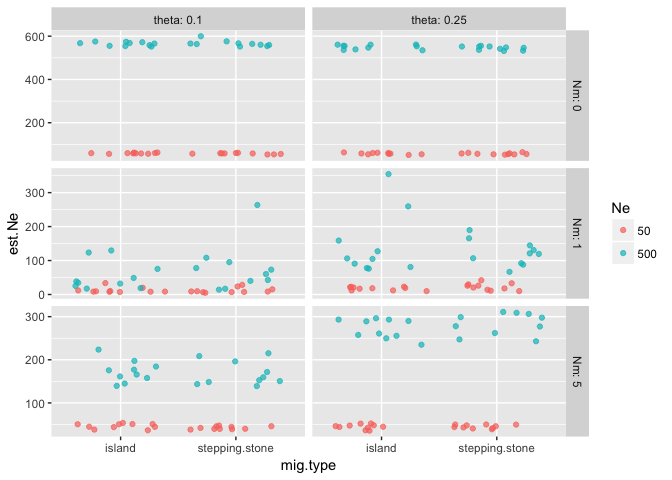 theta: 0.1
theta: 0.25
600
400
200
Nm: 0
300
200
100
0
Nm: 1
300
200
100
Nm: 5
est.Ne
island
stepping.stone
island
stepping.stone
mig.type
Ne
50
500